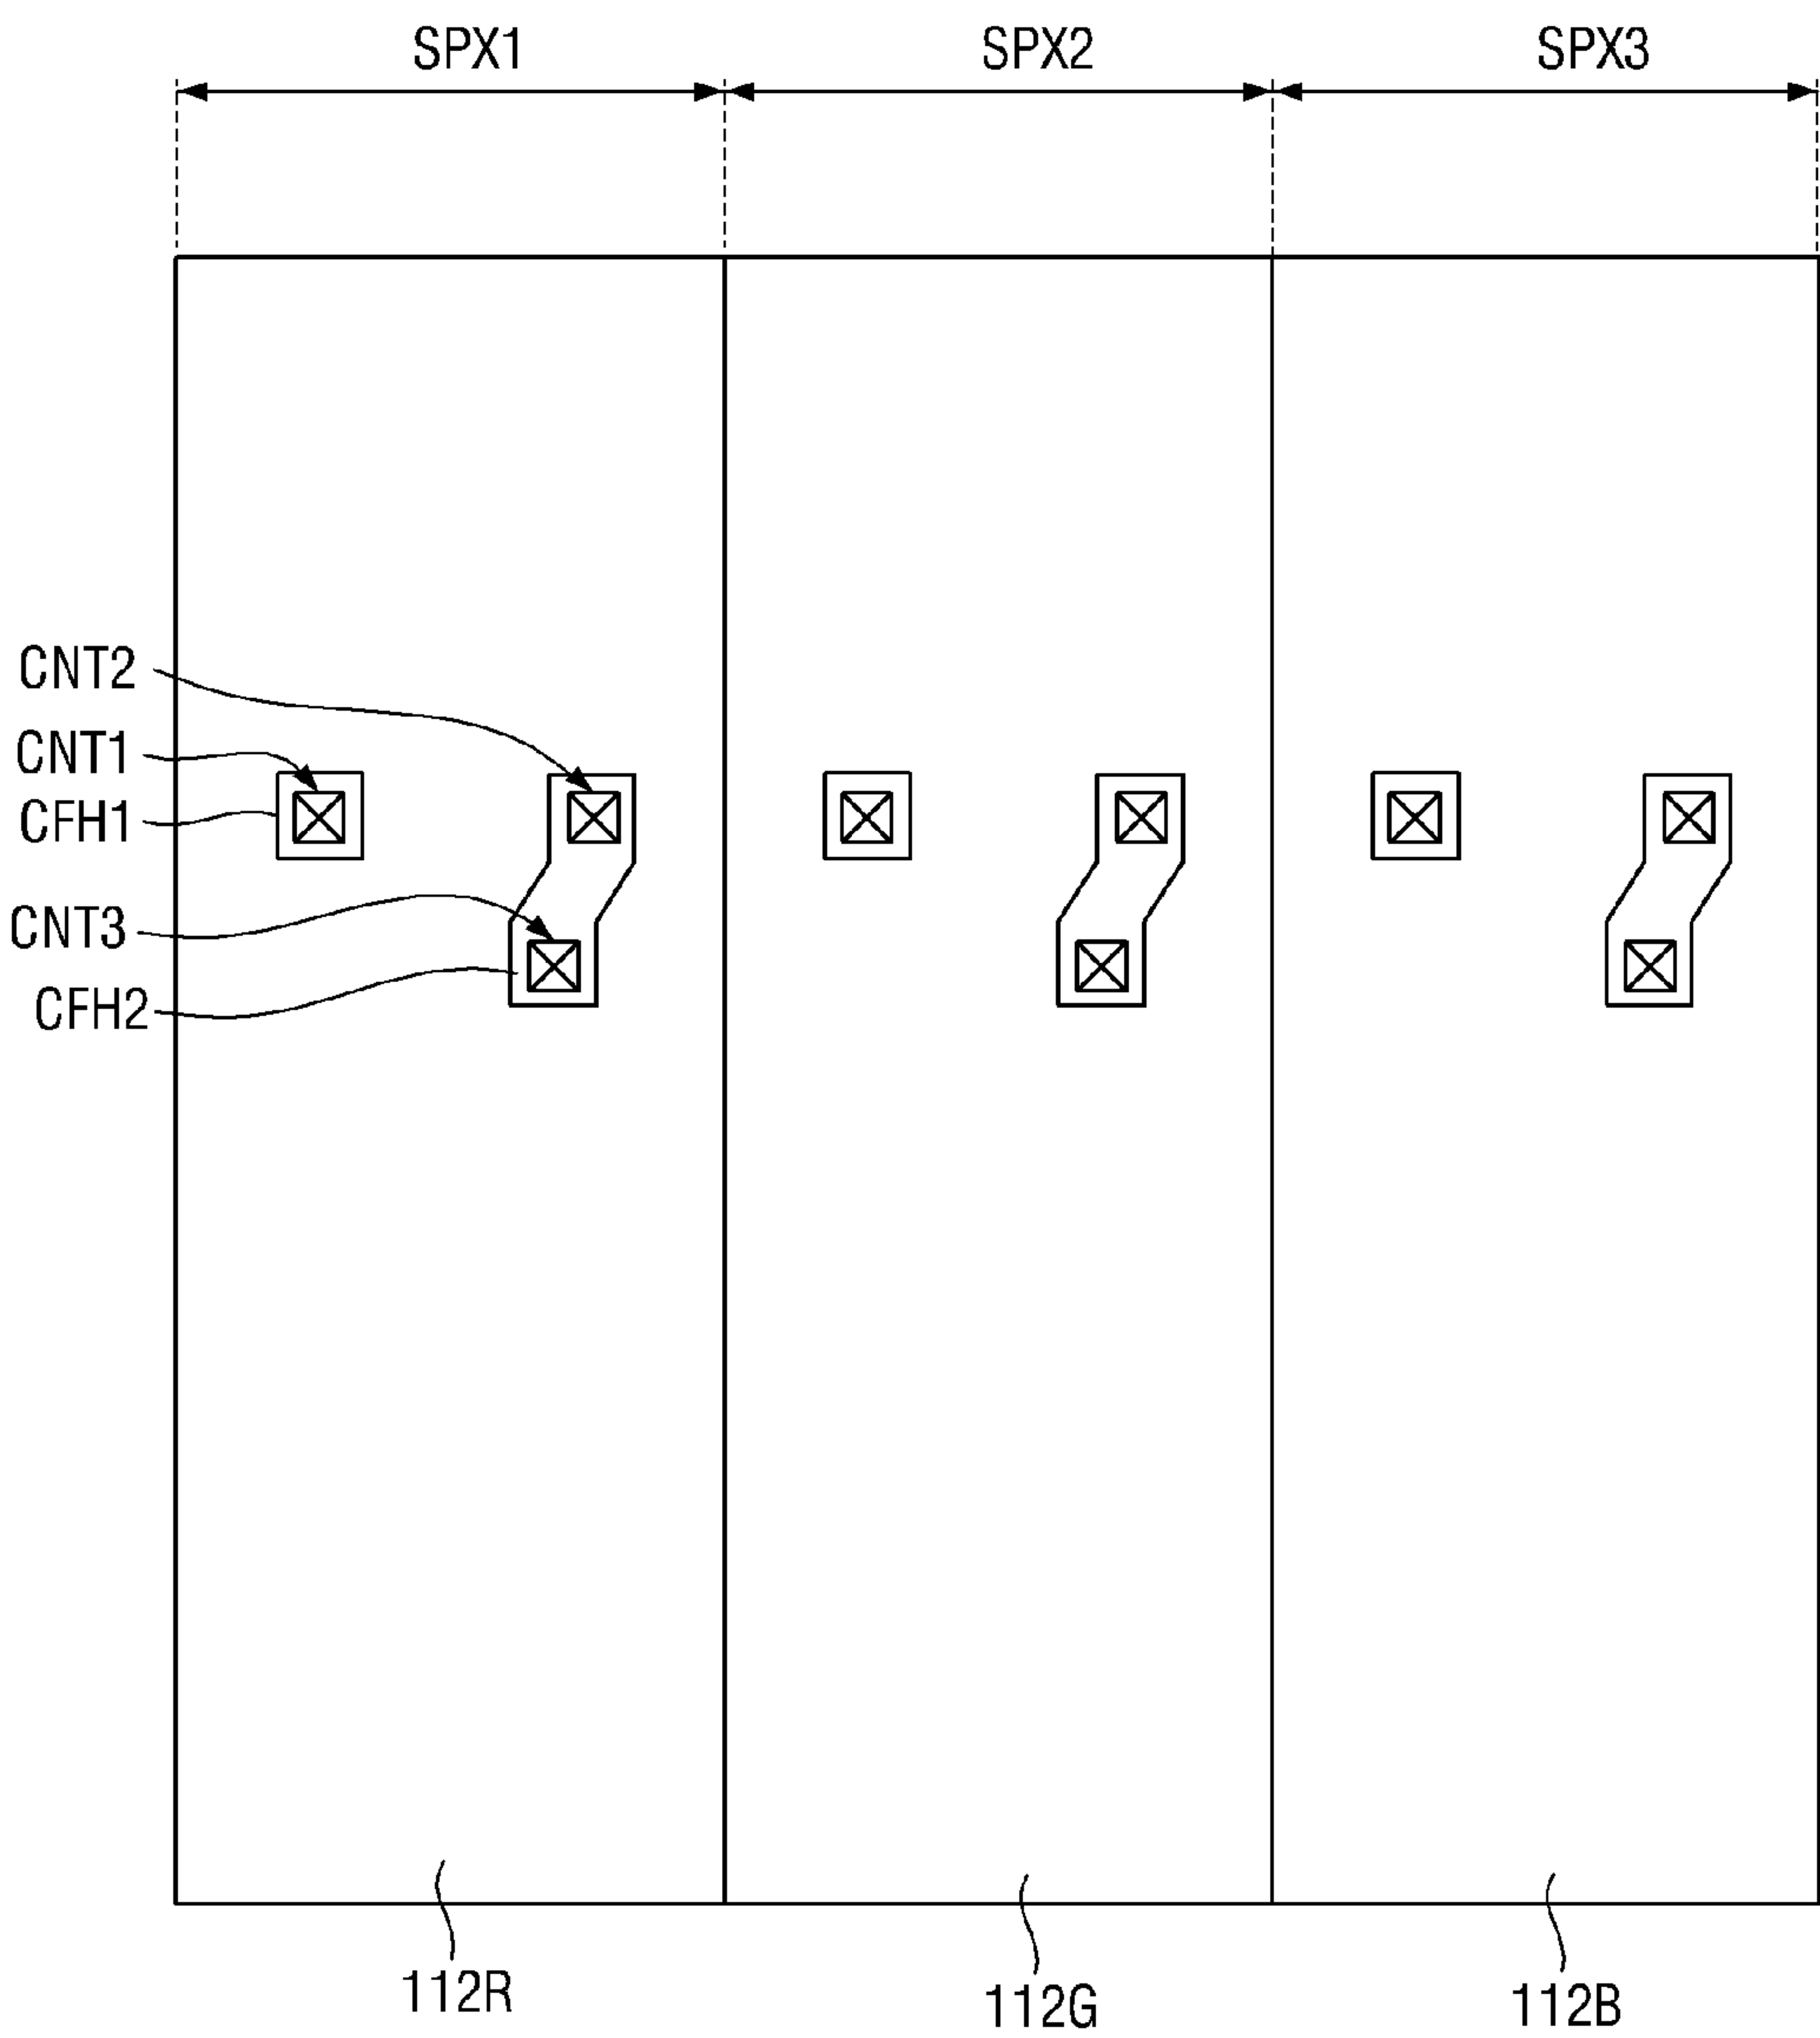 SPX1 SPX2 SPX3
CNT2
CNT1
CFH1
CNT3
CFH2
112R 112G 112B